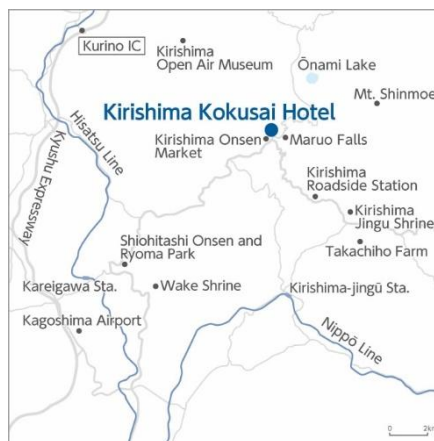 Kurino IC
Kirishima
Open Air Museum
Ōnami Lake
Mt. Shinmoe
Kirishima Kokusai Hotel
Hisatsu Line
Kyushu Expressway
Kirishima Onsen
Market
Maruo Falls
Kirishima
Roadside Station
Kirishima
Jingu Shrine
Takachiho Farm
Shiohitashi Onsen and
Ryoma Park
Kareigawa Sta.
Wake Shrine
Kirishima-jingū Sta.
Kagoshima Airport
Nippō Line
0 2km